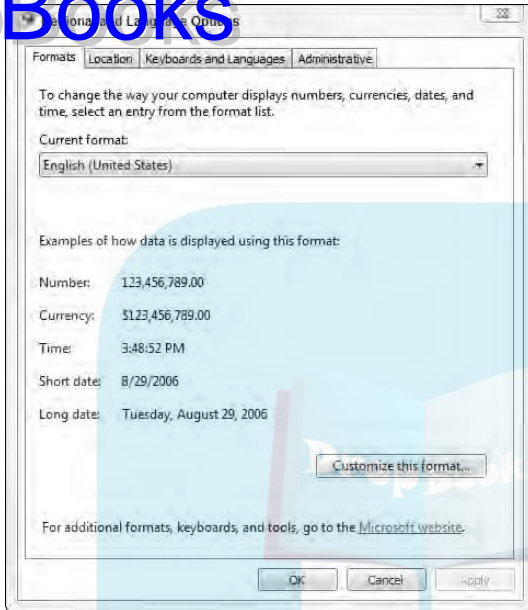 Books
Regional and Language Options
Formats Location Keyboards and Languages Administrative
To change the way your computer displays numbers, currencies, dates, and
time, select an entry from the format list.
Current format:
English (United States)
Examples of how data is displayed using this format:
Number: 123,456,789.00
Currency: $123,456,789.00
Time: 3:48:52 PM
Short date: 8/29/2006
Long date: Tuesday, August 29, 2006
Customize this format...
DropBook
For additional formats, keyboards, and tools, go to the Microsoft website.
OK Cancel Apply